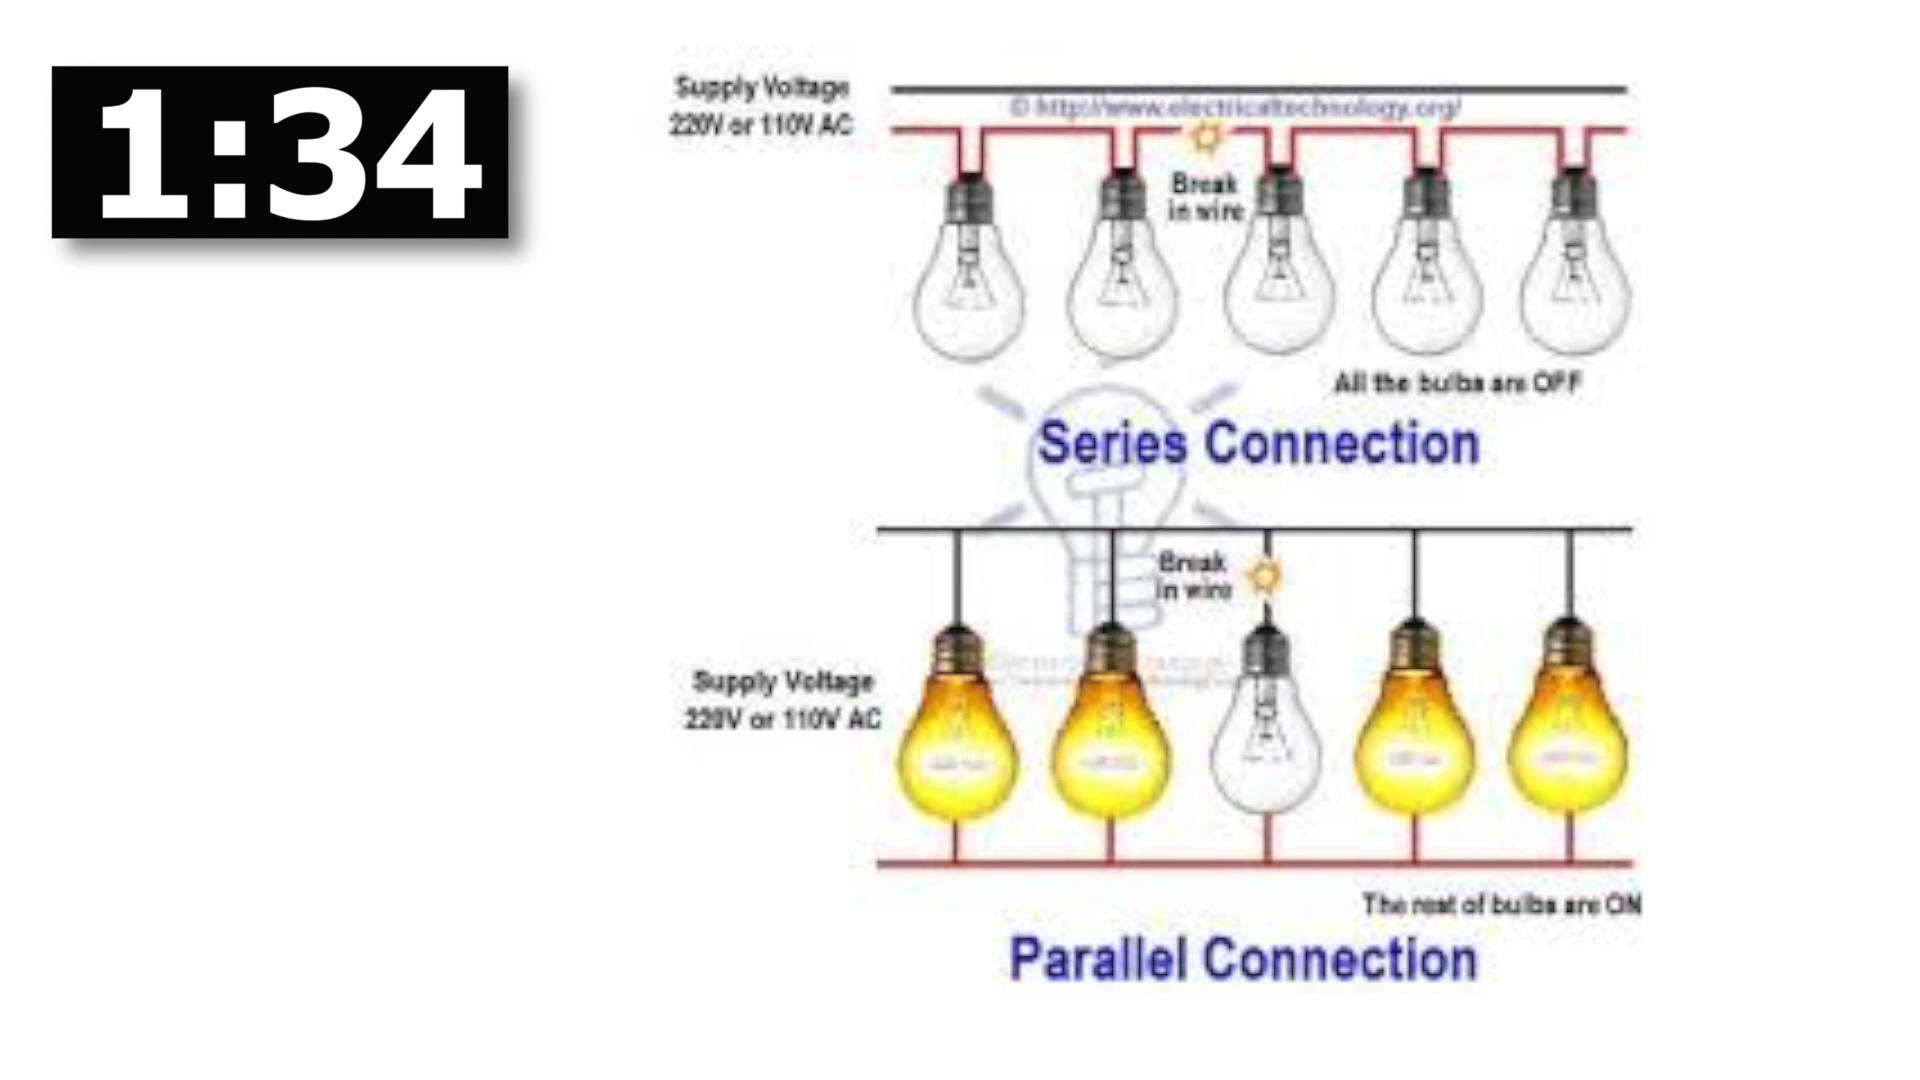 1:34
Supply Voltage
220V or 110V AC
© http://www.electricaltechnology.org/
Break
in wire
All the bulbs are OFF
Series Connection
Break
in wire
Supply Voltage
220V or 110V AC
The rest of bulbs are ON
Parallel Connection